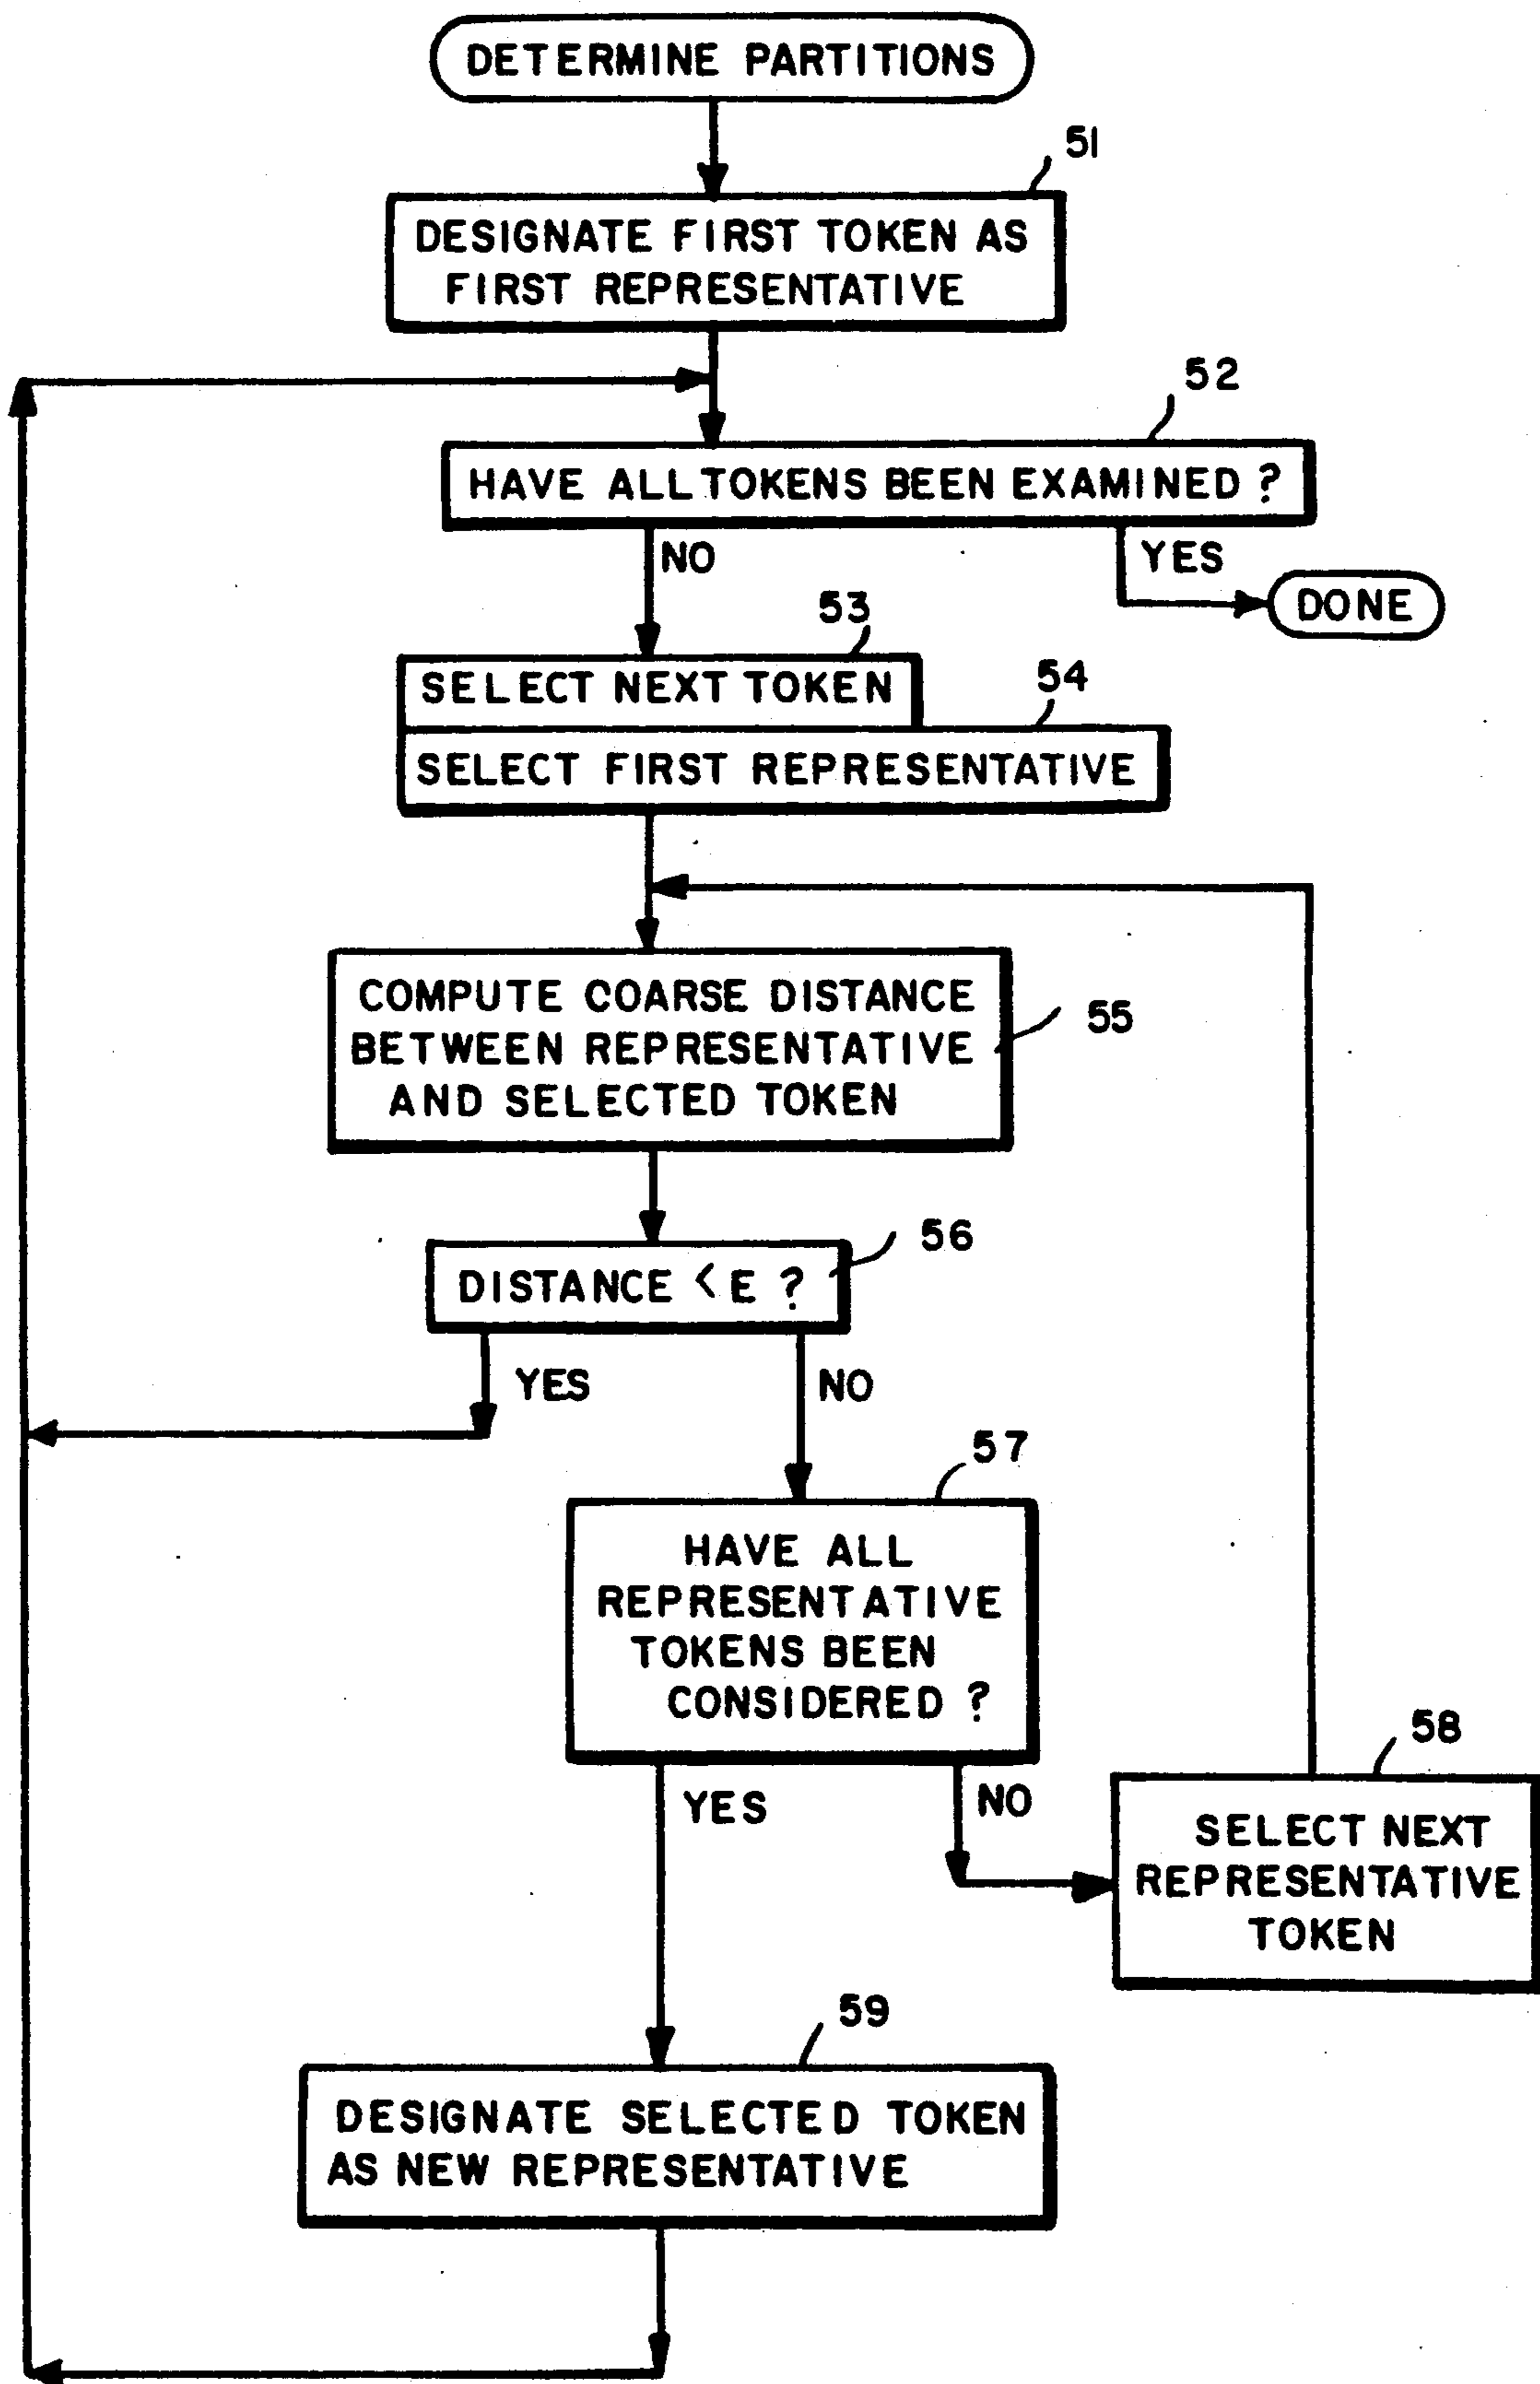 DETERMINE PARTITIONS
51
DESIGNATE FIRST TOKEN AS
FIRST REPRESENTATIVE
52
HAVE ALL TOKENS BEEN EXAMINED ?
NO
YES
DONE
53
SELECT NEXT TOKEN
54
SELECT FIRST REPRESENTATIVE
COMPUTE COARSE DISTANCE
BETWEEN REPRESENTATIVE
AND SELECTED TOKEN
55
56
DISTANCE < E ?
YES
NO
57
HAVE ALL
REPRESENTATIVE
TOKENS BEEN
CONSIDERED ?
YES
NO
58
SELECT NEXT
REPRESENTATIVE
TOKEN
59
DESIGNATE SELECTED TOKEN
AS NEW REPRESENTATIVE